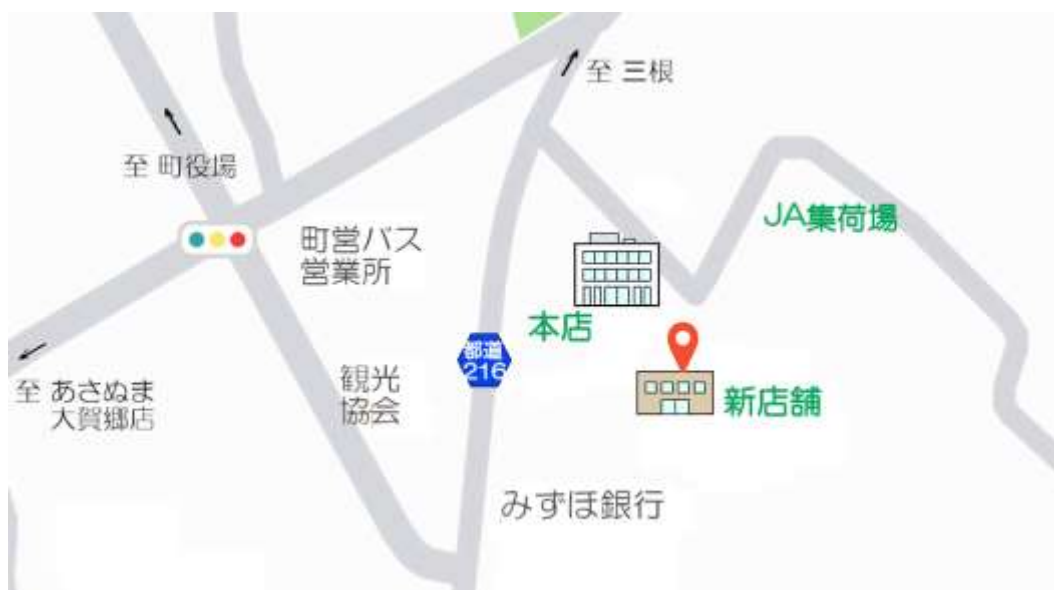 至 三根
至 町役場
JA集荷場
町営バス
営業所
本店
都道
216
至 あさぬま
大賀郷店
観光
協会
新店舗
みずほ銀行